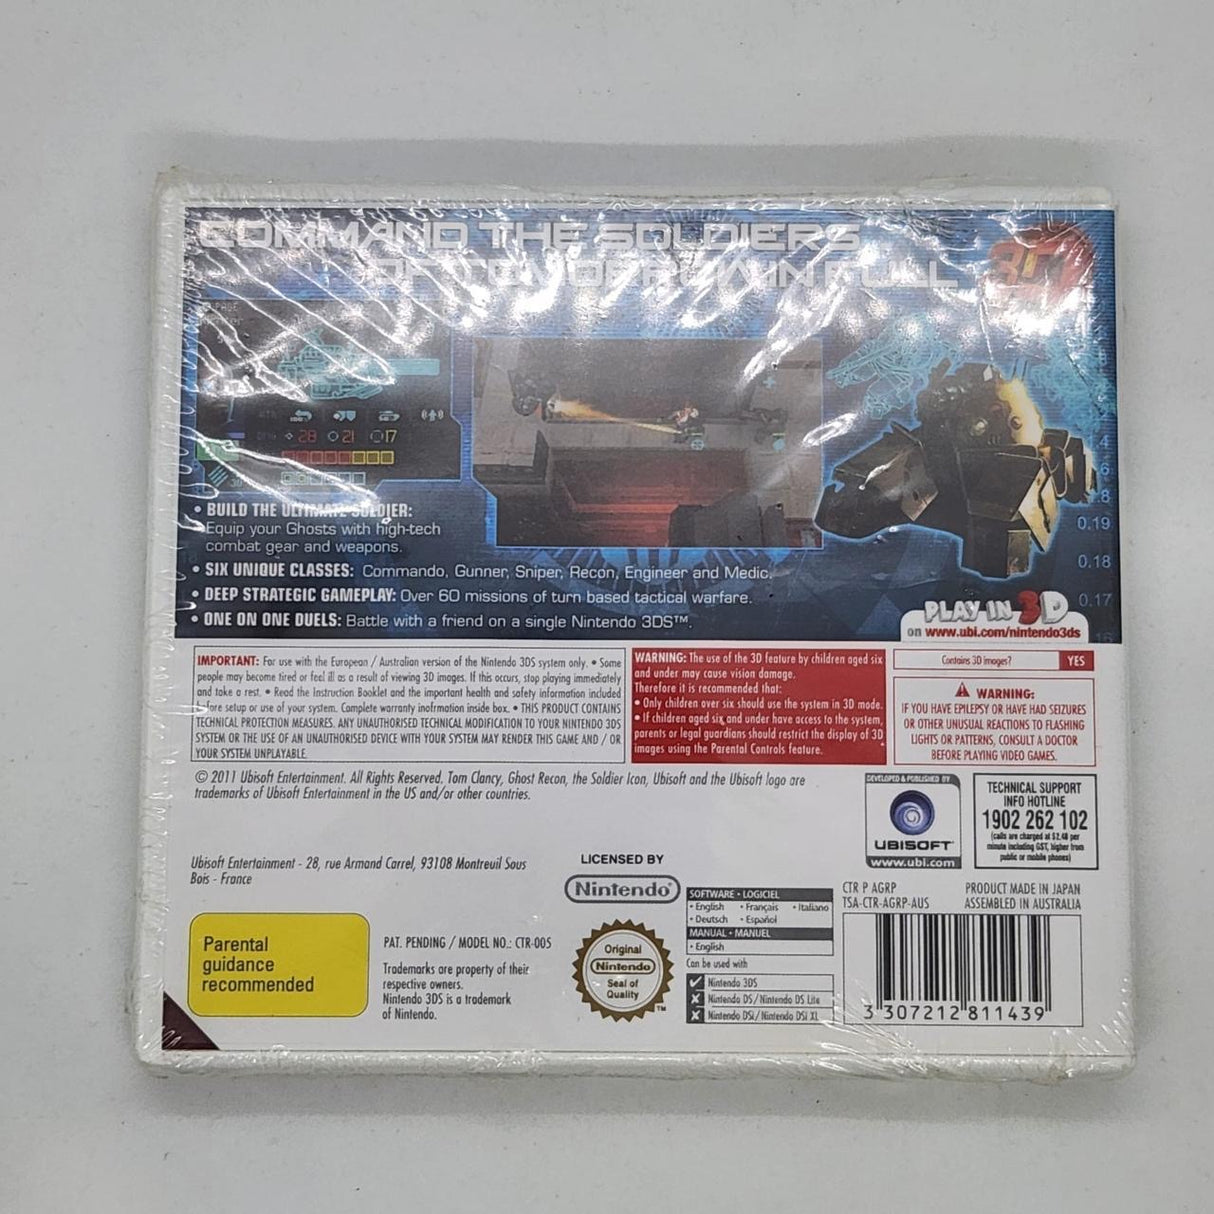 COMMAND THE SOLDIERS
IN FULL 3D!
28 21 17
• BUILD THE ULTIMATE SOLDIER:
Equip your Ghosts with high-tech
combat gear and weapons.
• SIX UNIQUE CLASSES: Commando, Gunner, Sniper, Recon, Engineer and Medic.
• DEEP STRATEGIC GAMEPLAY: Over 60 missions of turn based tactical warfare.
• ONE ON ONE DUELS: Battle with a friend on a single Nintendo 3DS™.
0.19
0.18
0.17
PLAY IN 3D
on www.ubi.com/nintendo3ds
IMPORTANT: For use with the European / Australian version of the Nintendo 3DS system only. • Some
people may become tired or feel ill as a result of viewing 3D images. If this occurs, stop playing immediately
and take a rest. • Read the Instruction Booklet and the important health and safety information included
before setup or use of your system. Complete warranty inofrmation inside box. • THIS PRODUCT CONTAINS
TECHNICAL PROTECTION MEASURES. ANY UNAUTHORISED TECHNICAL MODIFICATION TO YOUR NINTENDO 3DS
SYSTEM OR THE USE OF AN UNAUTHORISED DEVICE WITH YOUR SYSTEM MAY RENDER THIS GAME AND / OR
YOUR SYSTEM UNPLAYABLE.
WARNING: The use of the 3D feature by children aged six
and under may cause vision damage.
Therefore it is recommended that:
• Only children over six should use the system in 3D mode.
• If children aged six and under have access to the system,
parents or legal guardians should restrict the display of 3D
images using the Parental Controls feature.
Contains 3D images? YES
WARNING:
IF YOU HAVE EPILEPSY OR HAVE HAD SEIZURES
OR OTHER UNUSUAL REACTIONS TO FLASHING
LIGHTS OR PATTERNS, CONSULT A DOCTOR
BEFORE PLAYING VIDEO GAMES.
© 2011 Ubisoft Entertainment. All Rights Reserved. Tom Clancy, Ghost Recon, the Soldier Icon, Ubisoft and the Ubisoft logo are
trademarks of Ubisoft Entertainment in the US and/or other countries.
DEVELOPED & PUBLISHED BY
UBISOFT
www.ubi.com
TECHNICAL SUPPORT
INFO HOTLINE
1902 262 102
(calls are charged at $2.48 per
minute including GST, higher from
public or mobile phones)
Ubisoft Entertainment - 28, rue Armand Carrel, 93108 Montreuil Sous
Bois - France
LICENSED BY
Nintendo®
Parental
guidance
recommended
PAT. PENDING / MODEL NO.: CTR-005
Trademarks are property of their
respective owners.
Nintendo 3DS is a trademark
of Nintendo.
Original
Nintendo
Seal of
Quality
TM
SOFTWARE • LOGICIEL
• English • Français • Italiano
• Deutsch • Español
MANUAL • MANUEL
• English
Can be used with
Nintendo 3DS
Nintendo DS/Nintendo DS Lite
Nintendo DSi/Nintendo DSi XL
CTR P AGRP
TSA-CTR-AGRP-AUS
PRODUCT MADE IN JAPAN
ASSEMBLED IN AUSTRALIA
3 307212 811439